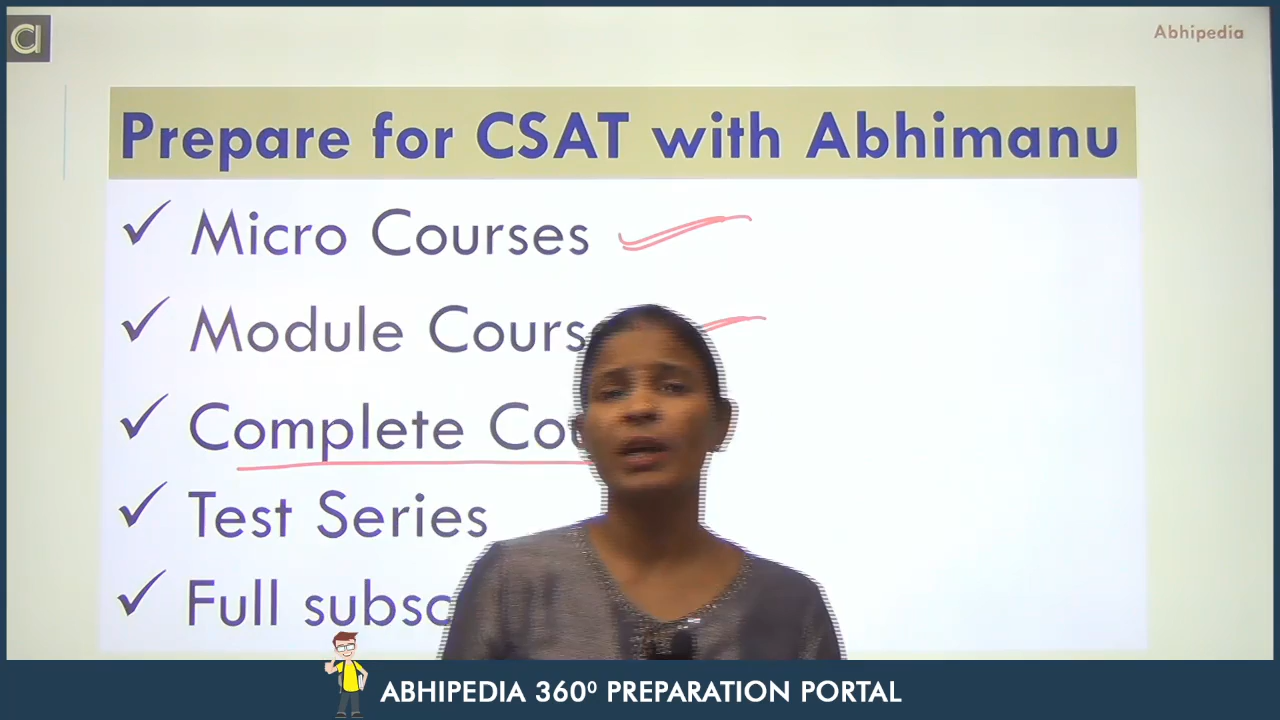 Abhipedia
Prepare for CSAT with Abhimanu
Micro Courses
Module Cours
Complete Cou
Test Series
Full subsc
ABHIPEDIA 360⁰ PREPARATION PORTAL